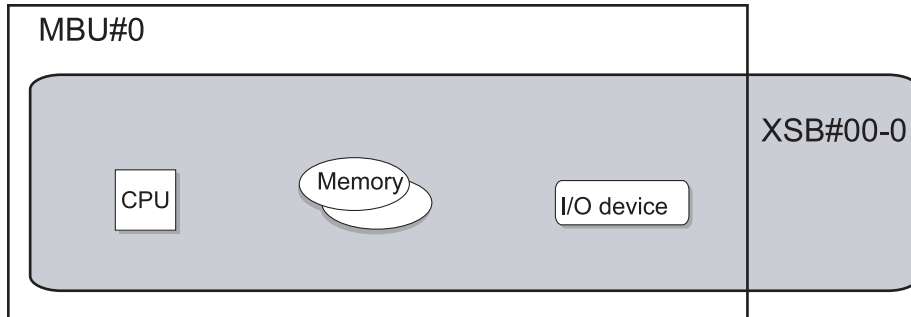 MBU#0
XSB#00-0
CPU
Memory
I/O device